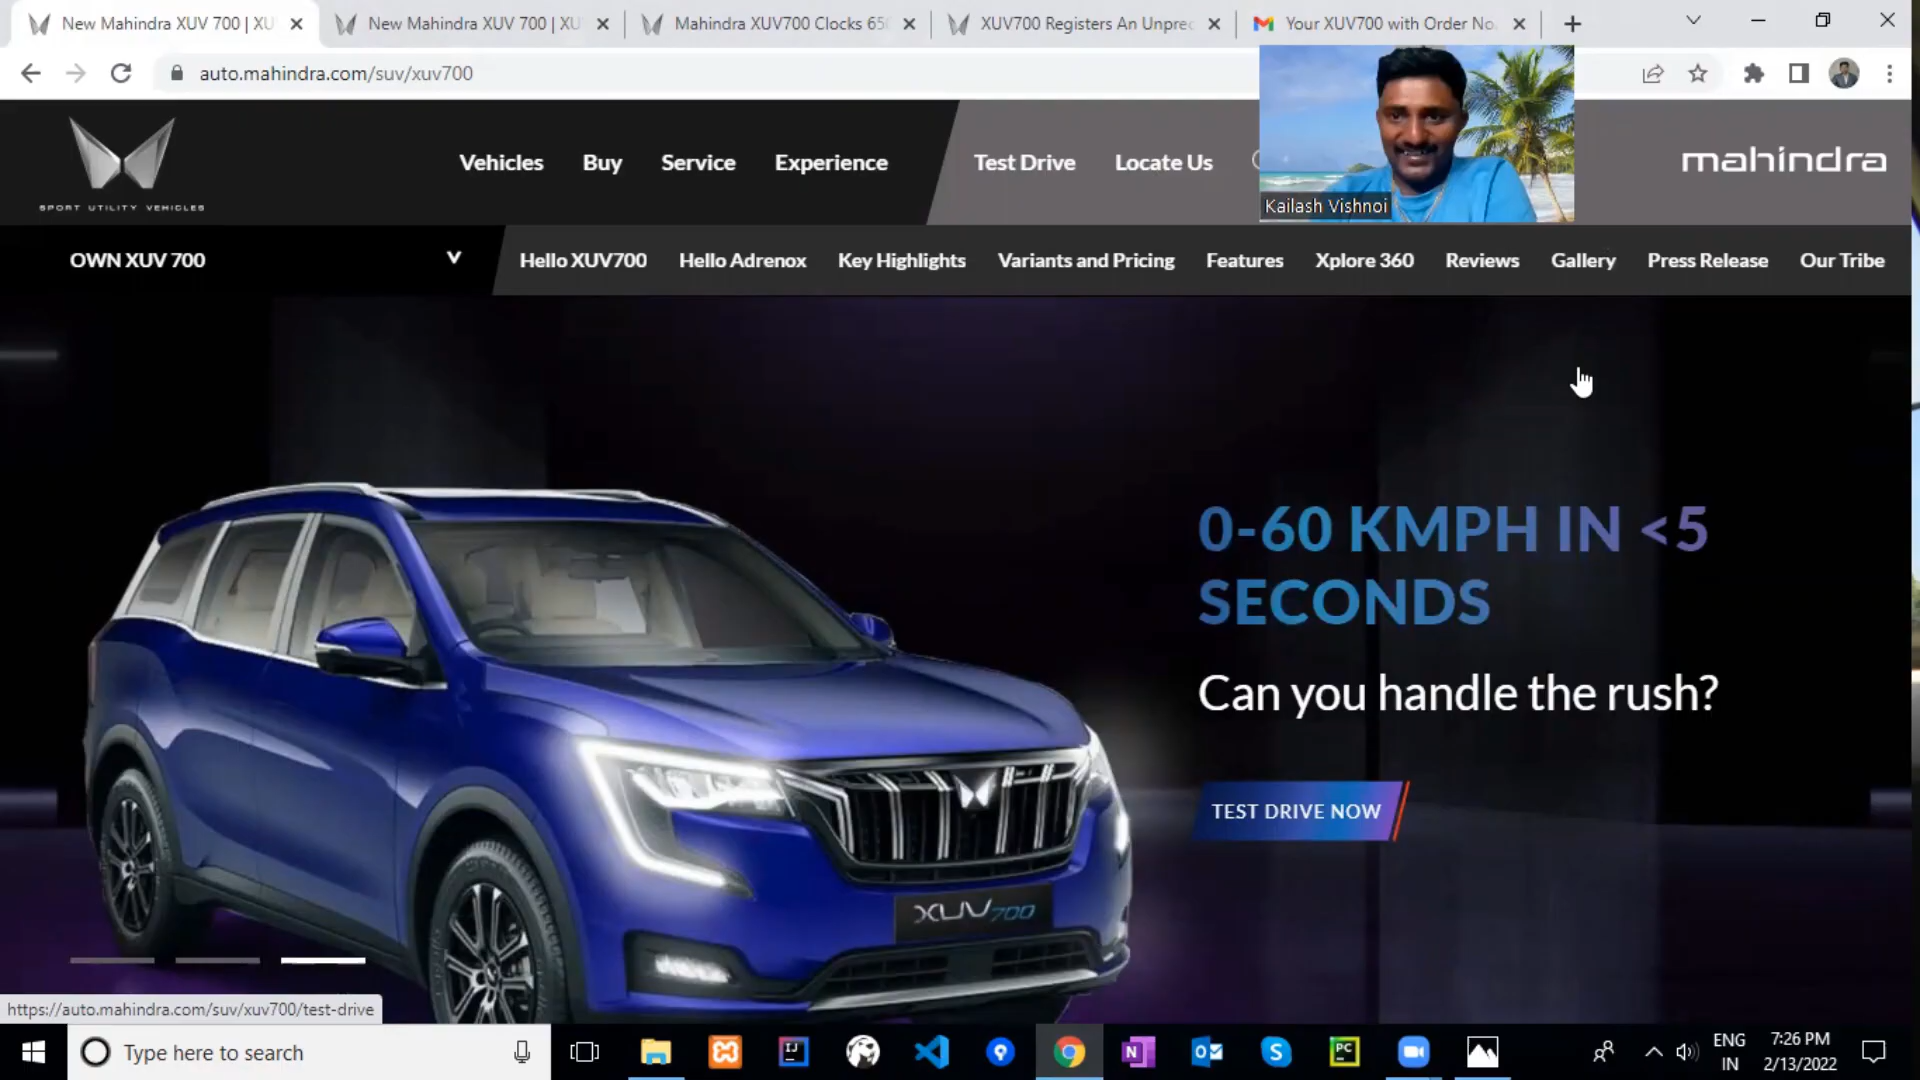 New Mahindra XUV 700 | XU
New Mahindra XUV 700 | XU
Mahindra XUV700 Clocks 650
XUV700 Registers An Unprec
Your XUV700 with Order No.
auto.mahindra.com/suv/xuv700
SPORT UTILITY VEHICLES
Vehicles
Buy
Service
Experience
Test Drive
Locate Us
Kailash Vishnoi
mahindra
OWN XUV 700
Hello XUV700
Hello Adrenox
Key Highlights
Variants and Pricing
Features
Xplore 360
Reviews
Gallery
Press Release
Our Tribe
0-60 KMPH IN <5
SECONDS
Can you handle the rush?
TEST DRIVE NOW
XUV700
https://auto.mahindra.com/suv/xuv700/test-drive
Type here to search
IJ
N
PC
ENG
IN
7:26 PM
2/13/2022